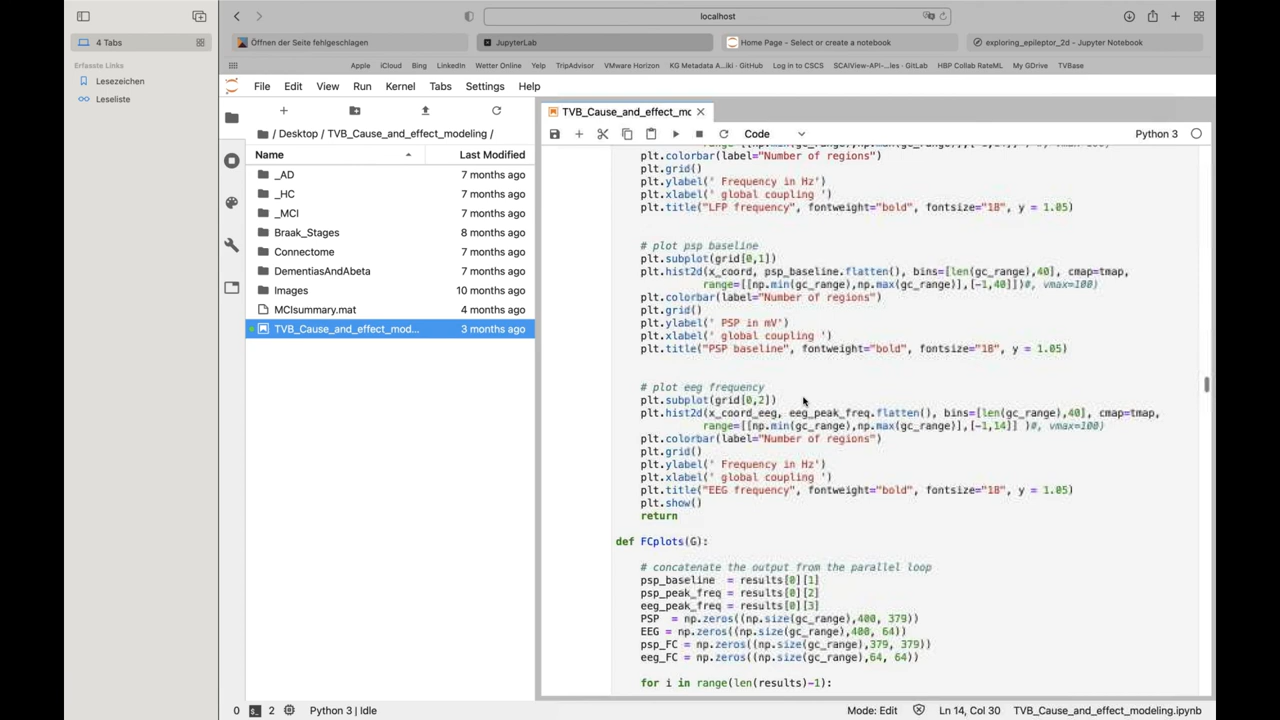 localhost
4 Tabs
Öffnen der Seite fehlgeschlagen
JupyterLab
Home Page - Select or create a notebook
exploring_epileptor_2d - Jupyter Notebook
Erfasste Links
Apple iCloud Bing LinkedIn Wetter Online Yelp TripAdvisor VMware Horizon KG Metadata A...iki · GitHub Log in to CSCS SCAIView-API-...ies · GitLab HBP Collab RateML My GDrive TVBase
Lesezeichen
Leseliste
File Edit View Run Kernel Tabs Settings Help
TVB_Cause_and_effect_mc
/ Desktop / TVB_Cause_and_effect_modeling /
Code
Python 3
Name Last Modified
_AD 7 months ago
_HC 7 months ago
_MCI 7 months ago
Braak_Stages 8 months ago
Connectome 7 months ago
DementiasAndAbeta 7 months ago
Images 10 months ago
MCIsummary.mat 4 months ago
TVB_Cause_and_effect_mod... 3 months ago
plt.colorbar(label="Number of regions")
plt.grid()
plt.ylabel(' Frequency in Hz')
plt.xlabel(' global coupling ')
plt.title("LFP frequency", fontweight="bold", fontsize="18", y = 1.05)
# plot psp baseline
plt.subplot(grid[0,1])
plt.hist2d(x_coord, psp_baseline.flatten(), bins=[len(gc_range),40], cmap=tmap,
range=[[np.min(gc_range),np.max(gc_range)],[-1,40]])#, vmax=100)
plt.colorbar(label="Number of regions")
plt.grid()
plt.ylabel(' PSP in mV')
plt.xlabel(' global coupling ')
plt.title("PSP baseline", fontweight="bold", fontsize="18", y = 1.05)
# plot eeg frequency
plt.subplot(grid[0,2])
plt.hist2d(x_coord_eeg, eeg_peak_freq.flatten(), bins=[len(gc_range),40], cmap=tmap,
range=[[np.min(gc_range),np.max(gc_range)],[-1,14]] )#, vmax=100)
plt.colorbar(label="Number of regions")
plt.grid()
plt.ylabel(' Frequency in Hz')
plt.xlabel(' global coupling ')
plt.title("EEG frequency", fontweight="bold", fontsize="18", y = 1.05)
plt.show()
return
def FCplots(G):
# concatenate the output from the parallel loop
psp_baseline = results[0][1]
psp_peak_freq = results[0][2]
eeg_peak_freq = results[0][3]
PSP = np.zeros((np.size(gc_range),400, 379))
EEG = np.zeros((np.size(gc_range),400, 64))
psp_FC = np.zeros((np.size(gc_range),379, 379))
eeg_FC = np.zeros((np.size(gc_range),64, 64))
for i in range(len(results)-1):
0 2 Python 3 | Idle
Mode: Edit Ln 14, Col 30 TVB_Cause_and_effect_modeling.ipynb